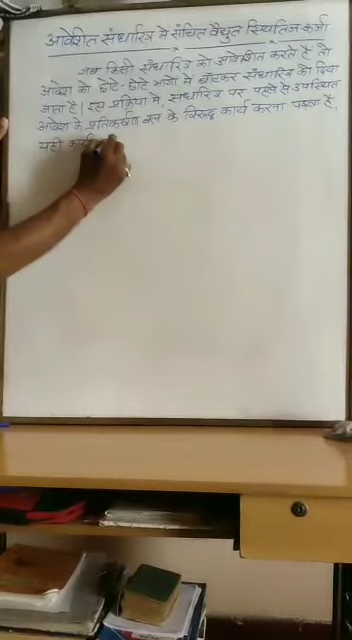 आवेशित संधारित्र में संचित वैद्युत स्थितिज ऊर्जा
जब किसी संधारित्र को आवेशित करते है तो
आवेश को छोटे-छोटे भागों में बाँटकर संधारित्र को दिया
जाता है। इस प्रक्रिया में, संधारित्र पर पहले से उपस्थित
आवेश के प्रतिकर्षण बल के विरुद्ध कार्य करना पड़ता है,
यही कार्य